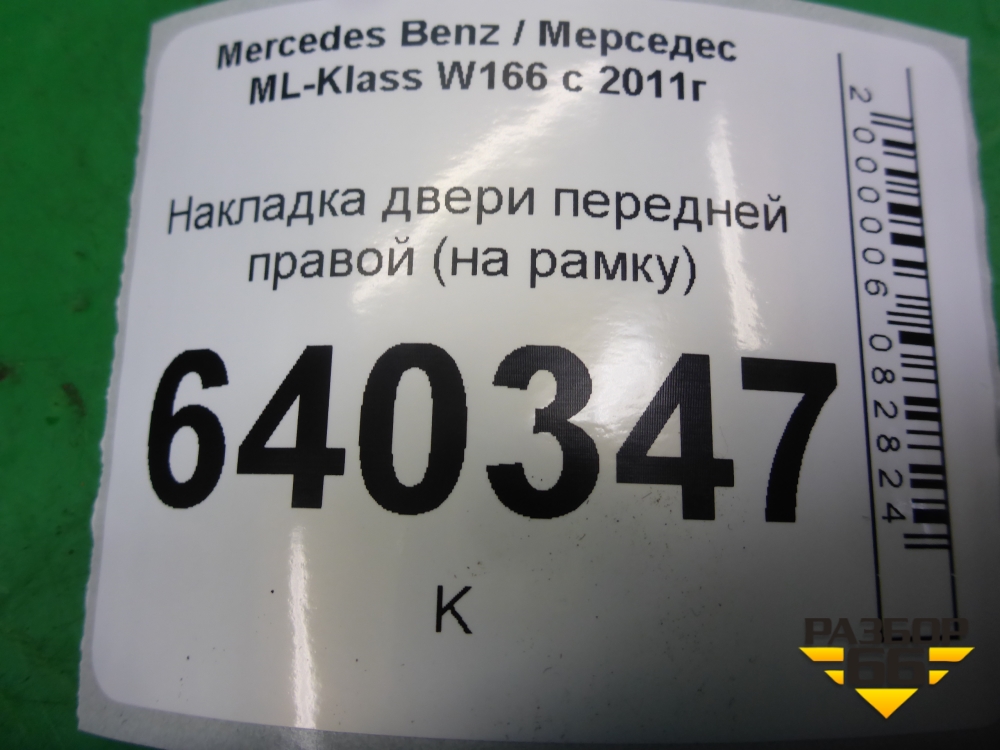 Mercedes Benz / Мерседес
ML-Klass W166 с 2011г
Накладка двери передней
правой (на рамку)
640347
К
2000006082824
РАЗБОР
66